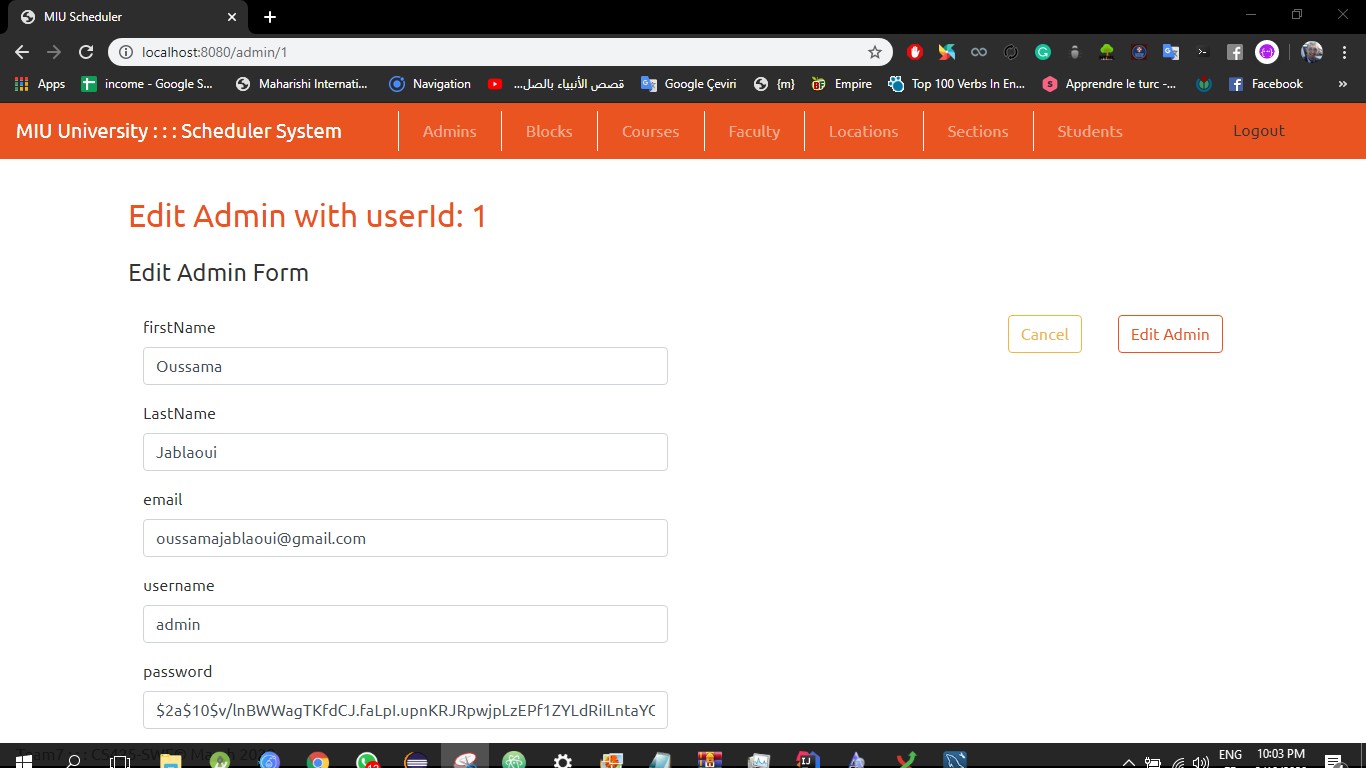 MIU Scheduler
localhost:8080/admin/1
Apps
income - Google S...
Maharishi Internati...
Navigation
قصص الأنبياء بالصل...
Google Çeviri
{m}
Empire
Top 100 Verbs In En...
Apprendre le turc -...
Facebook
MIU University : : : Scheduler System
Admins
Blocks
Courses
Faculty
Locations
Sections
Students
Logout
Edit Admin with userId: 1
Edit Admin Form
Cancel
Edit Admin
firstName
Oussama
LastName
Jablaoui
email
oussamajablaoui@gmail.com
username
admin
password
$2a$10$v/lnBWWagTKfdCJ.faLpI.upnKRJRpwjpLzEPf1ZYLdRiILntaYC
ENG
10:03 PM